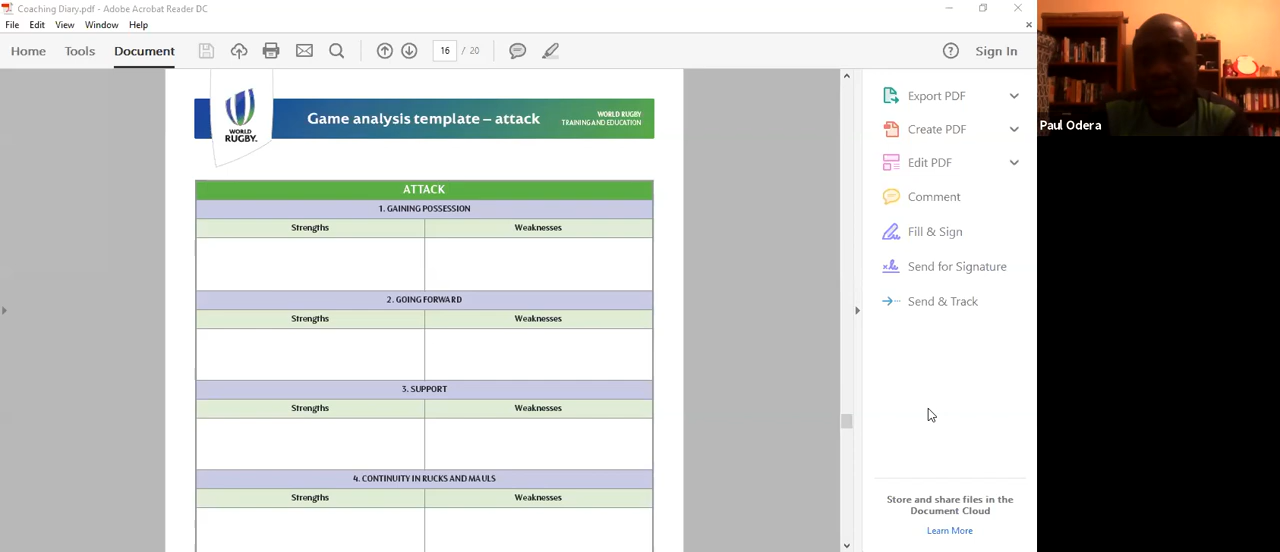 Coaching Diary.pdf - Adobe Acrobat Reader DC
File Edit View Window Help
Home Tools Document 16 / 20 Sign In
WORLD RUGBY.
Game analysis template – attack
WORLD RUGBY
TRAINING AND EDUCATION
ATTACK
1. GAINING POSSESSION
Strengths Weaknesses
2. GOING FORWARD
Strengths Weaknesses
3. SUPPORT
Strengths Weaknesses
4. CONTINUITY IN RUCKS AND MAULS
Strengths Weaknesses
Export PDF
Create PDF
Edit PDF
Comment
Fill & Sign
Send for Signature
Send & Track
Store and share files in the
Document Cloud
Learn More
Paul Odera